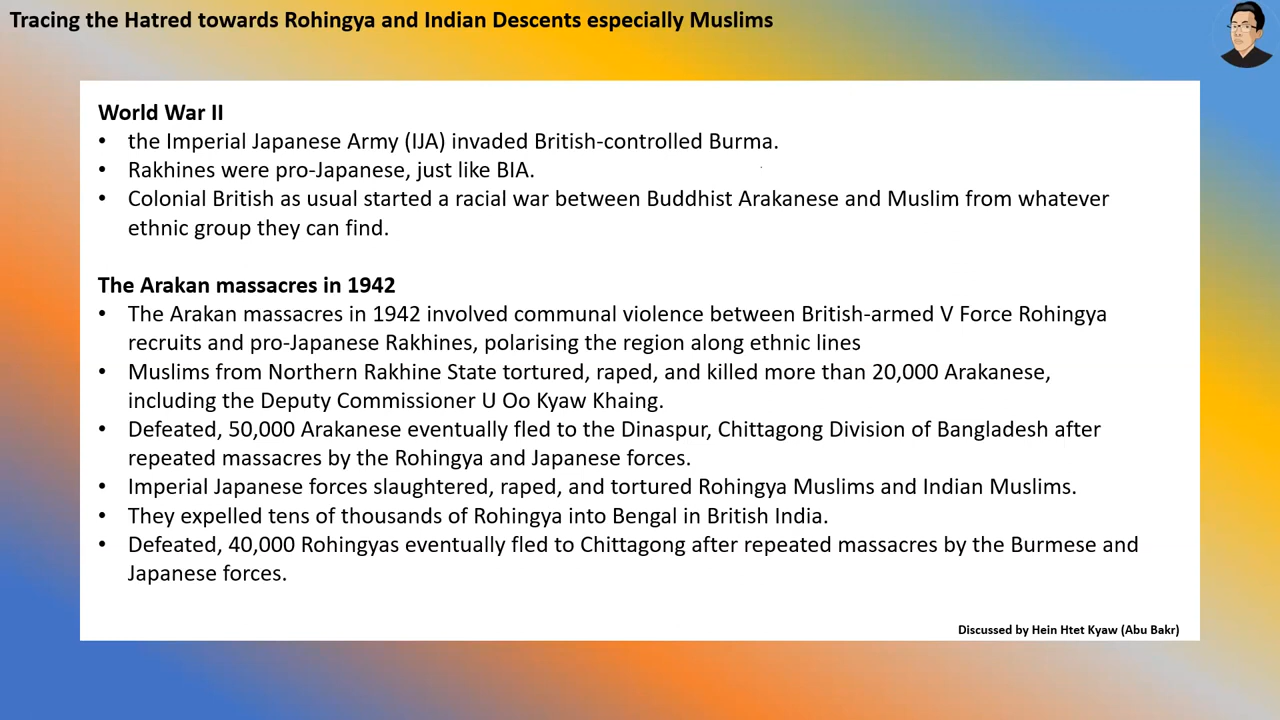 Tracing the Hatred towards Rohingya and Indian Descents especially Muslims
World War II
• the Imperial Japanese Army (IJA) invaded British-controlled Burma.
• Rakhines were pro-Japanese, just like BIA.
• Colonial British as usual started a racial war between Buddhist Arakanese and Muslim from whatever
ethnic group they can find.
The Arakan massacres in 1942
• The Arakan massacres in 1942 involved communal violence between British-armed V Force Rohingya
recruits and pro-Japanese Rakhines, polarising the region along ethnic lines
• Muslims from Northern Rakhine State tortured, raped, and killed more than 20,000 Arakanese,
including the Deputy Commissioner U Oo Kyaw Khaing.
• Defeated, 50,000 Arakanese eventually fled to the Dinaspur, Chittagong Division of Bangladesh after
repeated massacres by the Rohingya and Japanese forces.
• Imperial Japanese forces slaughtered, raped, and tortured Rohingya Muslims and Indian Muslims.
• They expelled tens of thousands of Rohingya into Bengal in British India.
• Defeated, 40,000 Rohingyas eventually fled to Chittagong after repeated massacres by the Burmese and
Japanese forces.
Discussed by Hein Htet Kyaw (Abu Bakr)